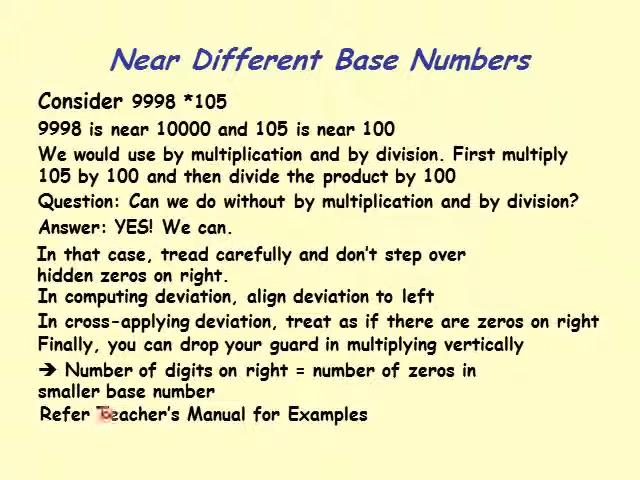 Near Different Base Numbers
Consider 9998 *105
9998 is near 10000 and 105 is near 100
We would use by multiplication and by division. First multiply
105 by 100 and then divide the product by 100
Question: Can we do without by multiplication and by division?
Answer: YES! We can.
In that case, tread carefully and don't step over
hidden zeros on right.
In computing deviation, align deviation to left
In cross-applying deviation, treat as if there are zeros on right
Finally, you can drop your guard in multiplying vertically
➔ Number of digits on right = number of zeros in
smaller base number
Refer Teacher's Manual for Examples